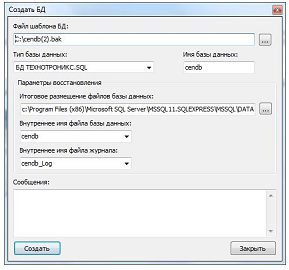 Создать БД
Файл шаблона БД:
C:\cendb(2).bak
...
Тип базы данных:
Имя базы данных:
БД ТЕХНОТРОНИКС.SQL
cendb
Параметры восстановления
Итоговое размещение файлов базы данных:
c:\Program Files (x86)\Microsoft SQL Server\MSSQL11.SQLEXPRESS\MSSQL\DATA
...
Внутреннее имя файла базы данных:
cendb
Внутреннее имя файла журнала:
cendb_Log
Сообщения:
Создать
Закрыть